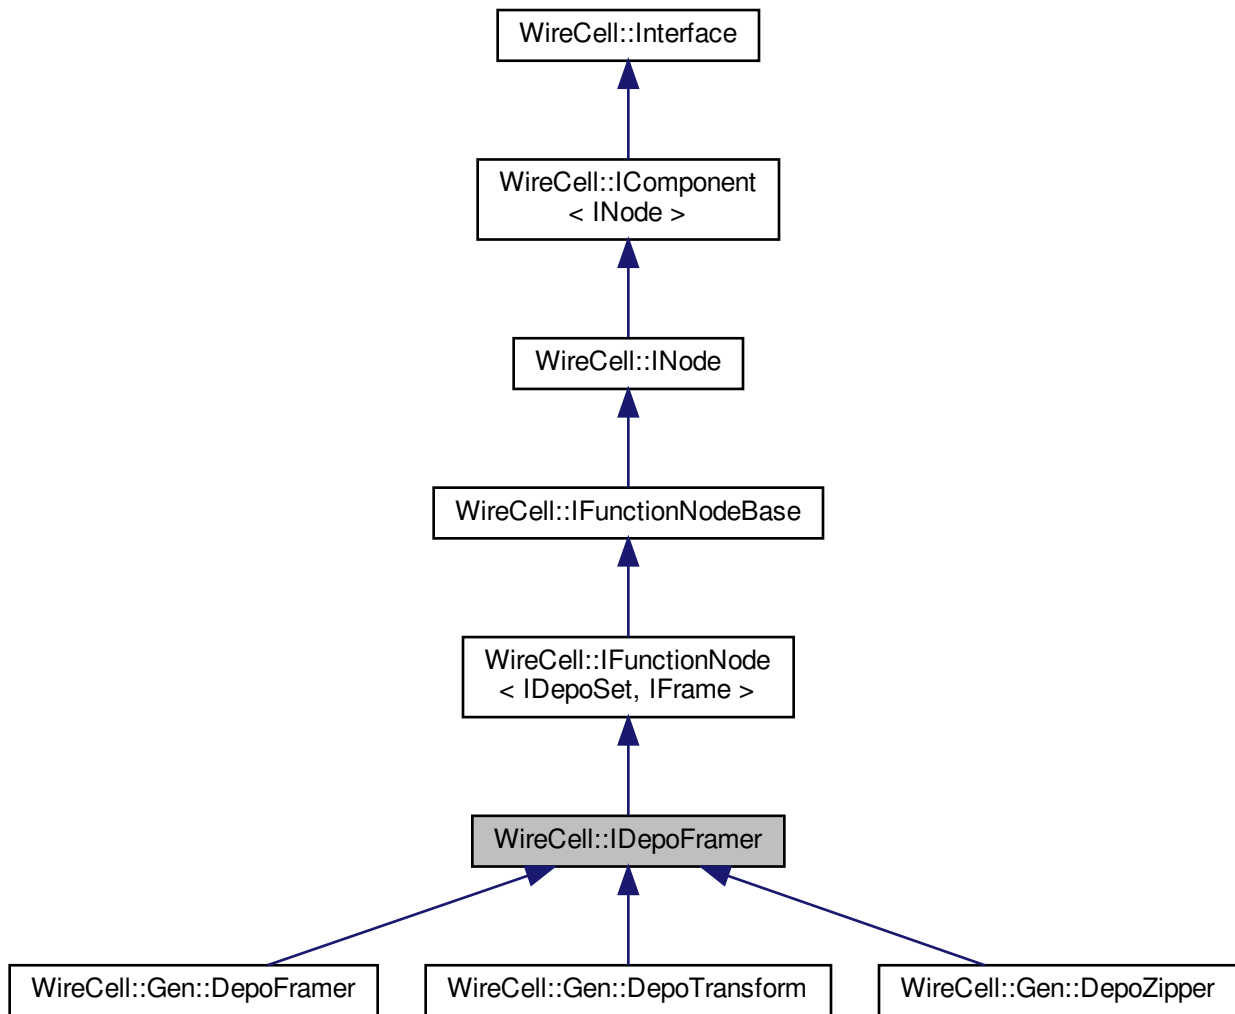 WireCell::Interface
WireCell::IComponent
< INode >
WireCell::INode
WireCell::IFunctionNodeBase
WireCell::IFunctionNode
< IDepoSet, IFrame >
WireCell::IDepoFramer
WireCell::Gen::DepoFramer
WireCell::Gen::DepoTransform
WireCell::Gen::DepoZipper